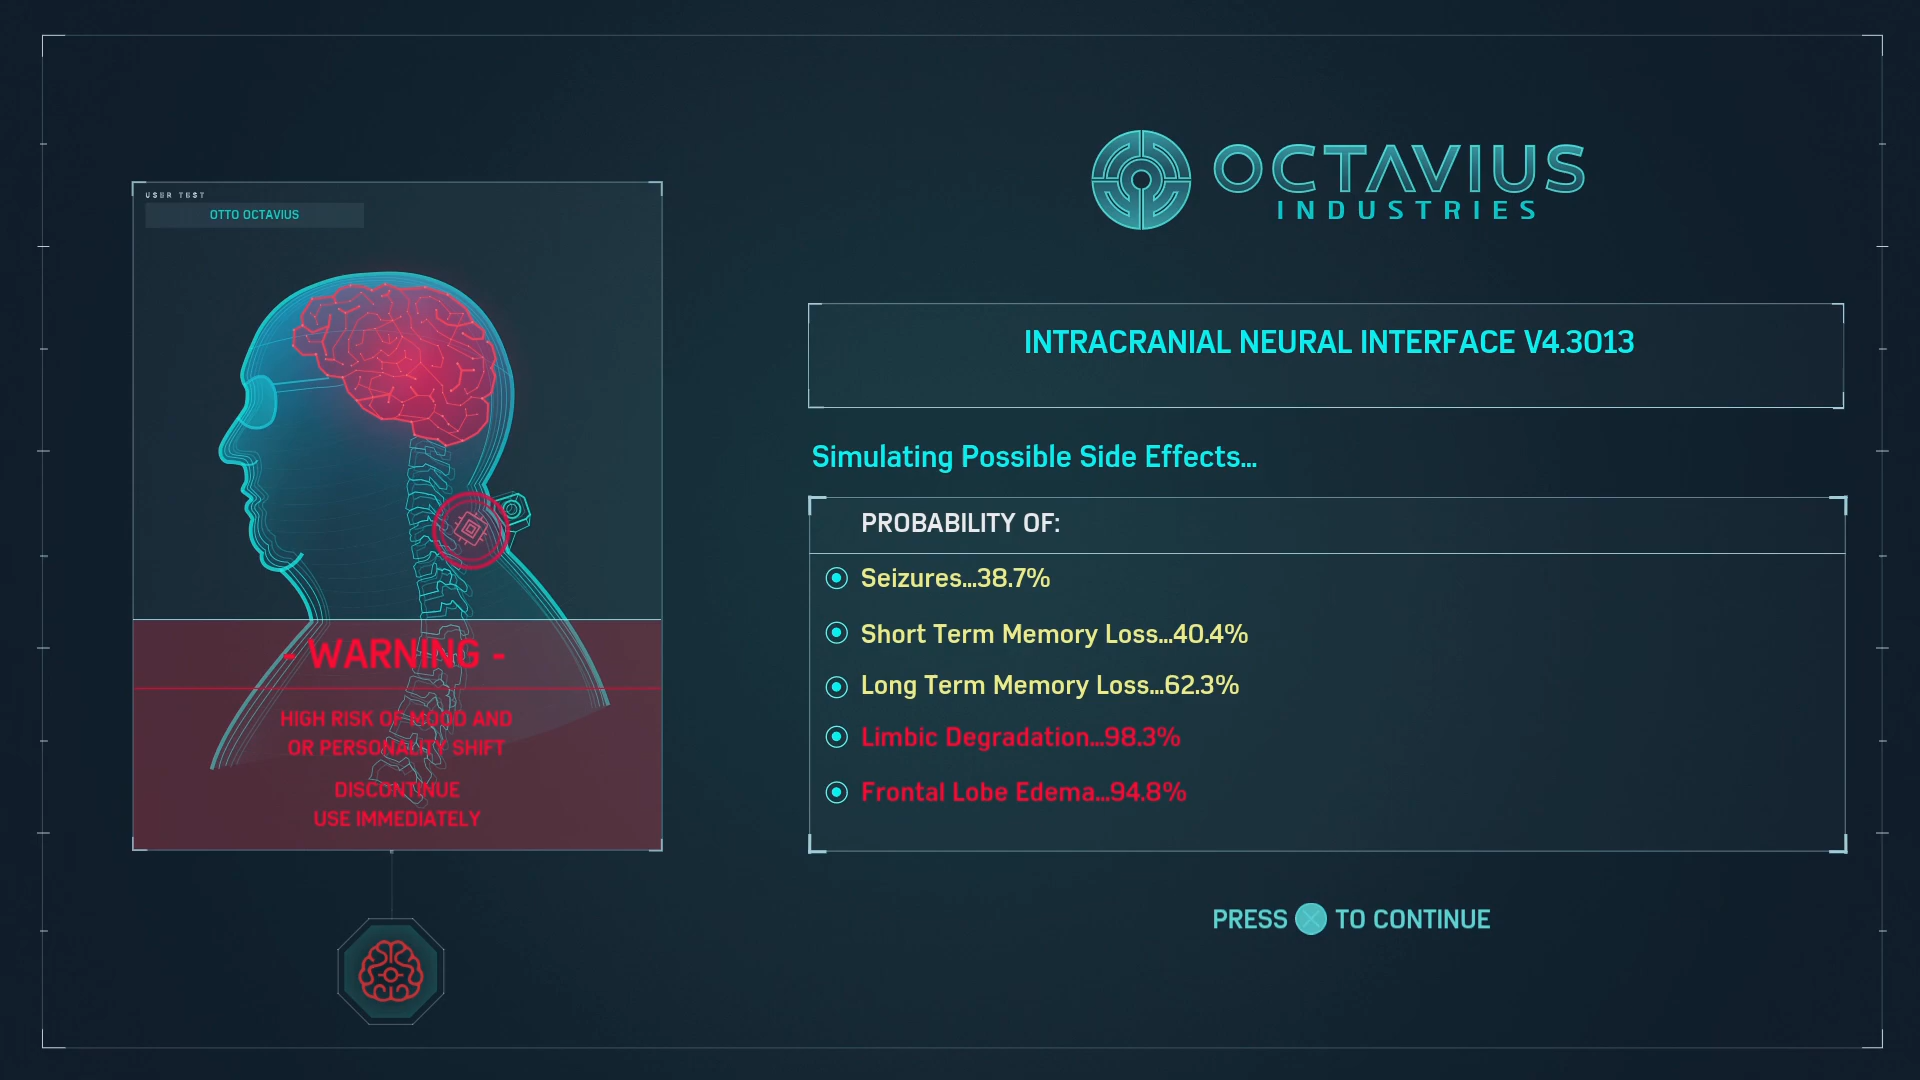 USER TEST
OTTO OCTAVIUS
- WARNING -
HIGH RISK OF MOOD AND
OR PERSONALITY SHIFT
DISCONTINUE
USE IMMEDIATELY
OCTAVIUS
INDUSTRIES
INTRACRANIAL NEURAL INTERFACE V4.3013
Simulating Possible Side Effects...
PROBABILITY OF:
Seizures...38.7%
Short Term Memory Loss...40.4%
Long Term Memory Loss...62.3%
Limbic Degradation...98.3%
Frontal Lobe Edema...94.8%
PRESS TO CONTINUE